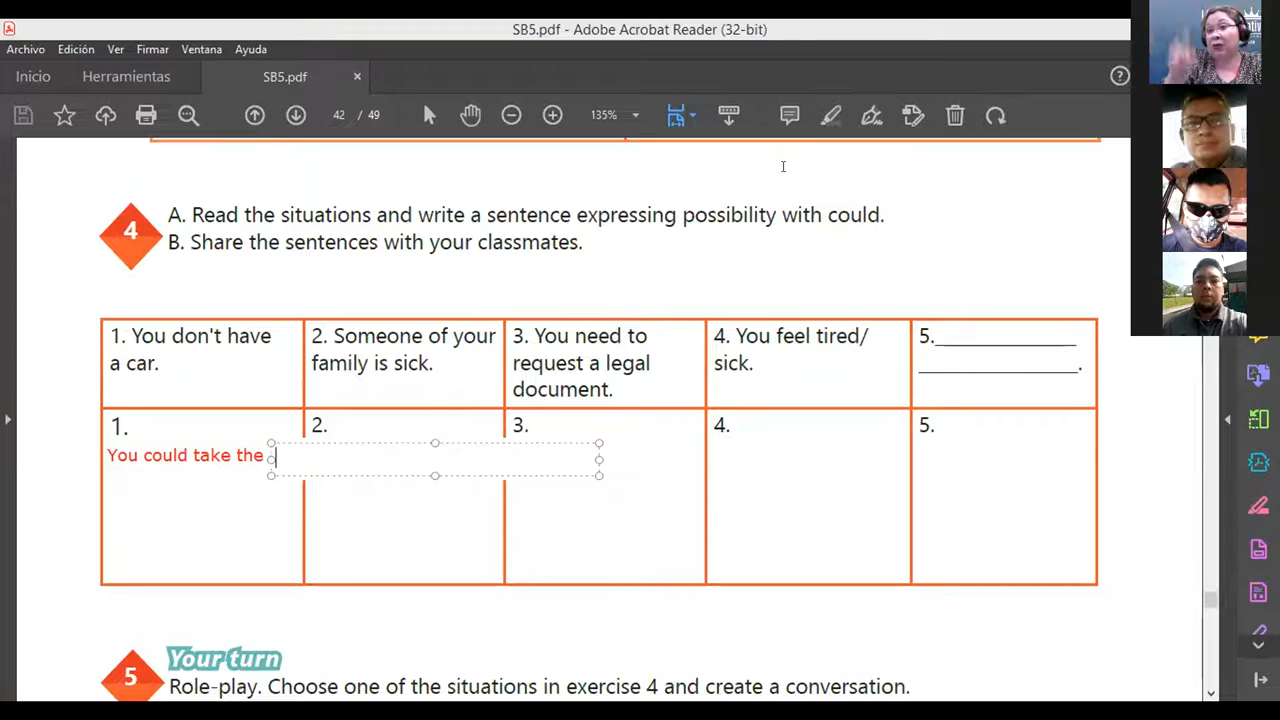 SB5.pdf - Adobe Acrobat Reader (32-bit)
Archivo Edición Ver Firmar Ventana Ayuda
Inicio Herramientas SB5.pdf ×
42 / 49 135%
4
A. Read the situations and write a sentence expressing possibility with could.
B. Share the sentences with your classmates.
1. You don't have
a car.
2. Someone of your
family is sick.
3. You need to
request a legal
document.
4. You feel tired/
sick.
5.______________
________________.
1.
You could take the
2.
3.
4.
5.
5
Your turn
Role-play. Choose one of the situations in exercise 4 and create a conversation.